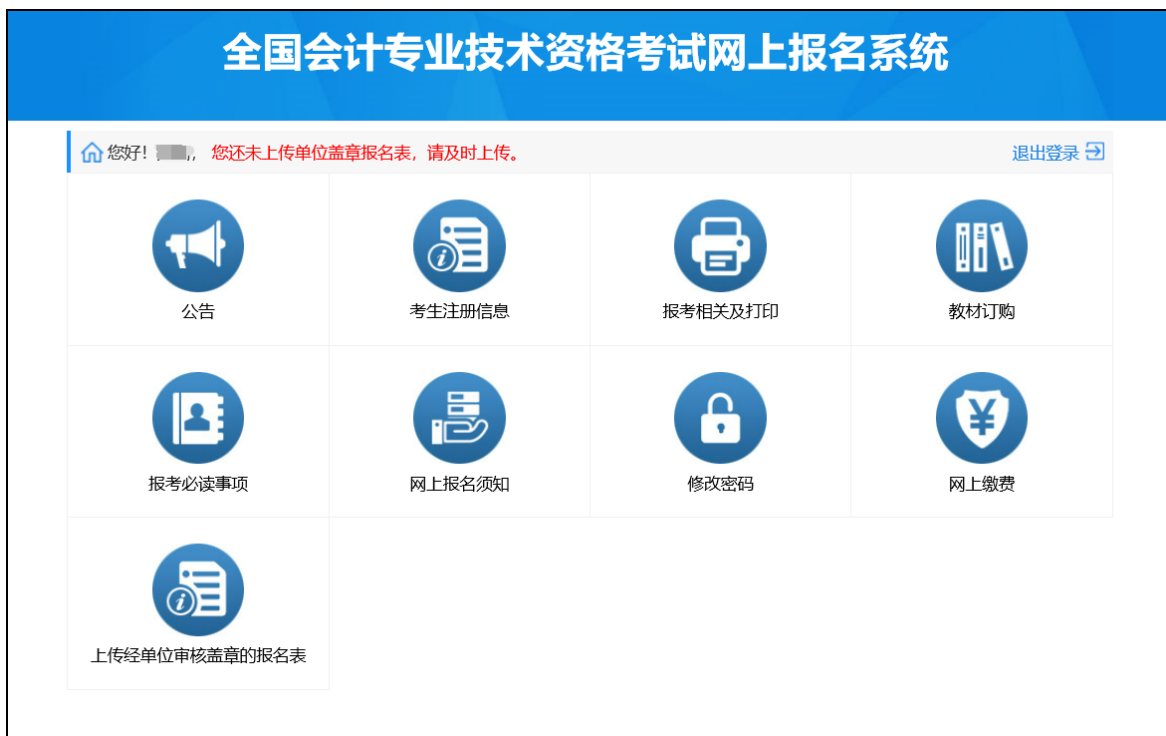 全国会计专业技术资格考试网上报名系统
您好! , 您还未上传单位盖章报名表，请及时上传。 退出登录
公告 考生注册信息 报考相关及打印 教材订购
报考必读事项 网上报名须知 修改密码 网上缴费
上传经单位审核盖章的报名表